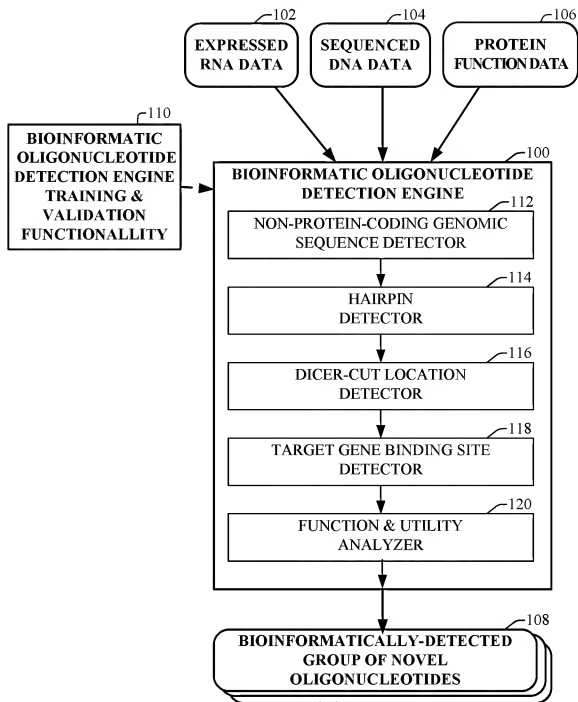 102
EXPRESSED
RNA DATA
104
SEQUENCED
DNA DATA
106
PROTEIN
FUNCTION DATA
110
BIOINFORMATIC
OLIGONUCLEOTIDE
DETECTION ENGINE
TRAINING &
VALIDATION
FUNCTIONALLITY
100
BIOINFORMATIC OLIGONUCLEOTIDE
DETECTION ENGINE
112
NON-PROTEIN-CODING GENOMIC
SEQUENCE DETECTOR
114
HAIRPIN
DETECTOR
116
DICER-CUT LOCATION
DETECTOR
118
TARGET GENE BINDING SITE
DETECTOR
120
FUNCTION & UTILITY
ANALYZER
108
BIOINFORMATICALLY-DETECTED
GROUP OF NOVEL
OLIGONUCLEOTIDES